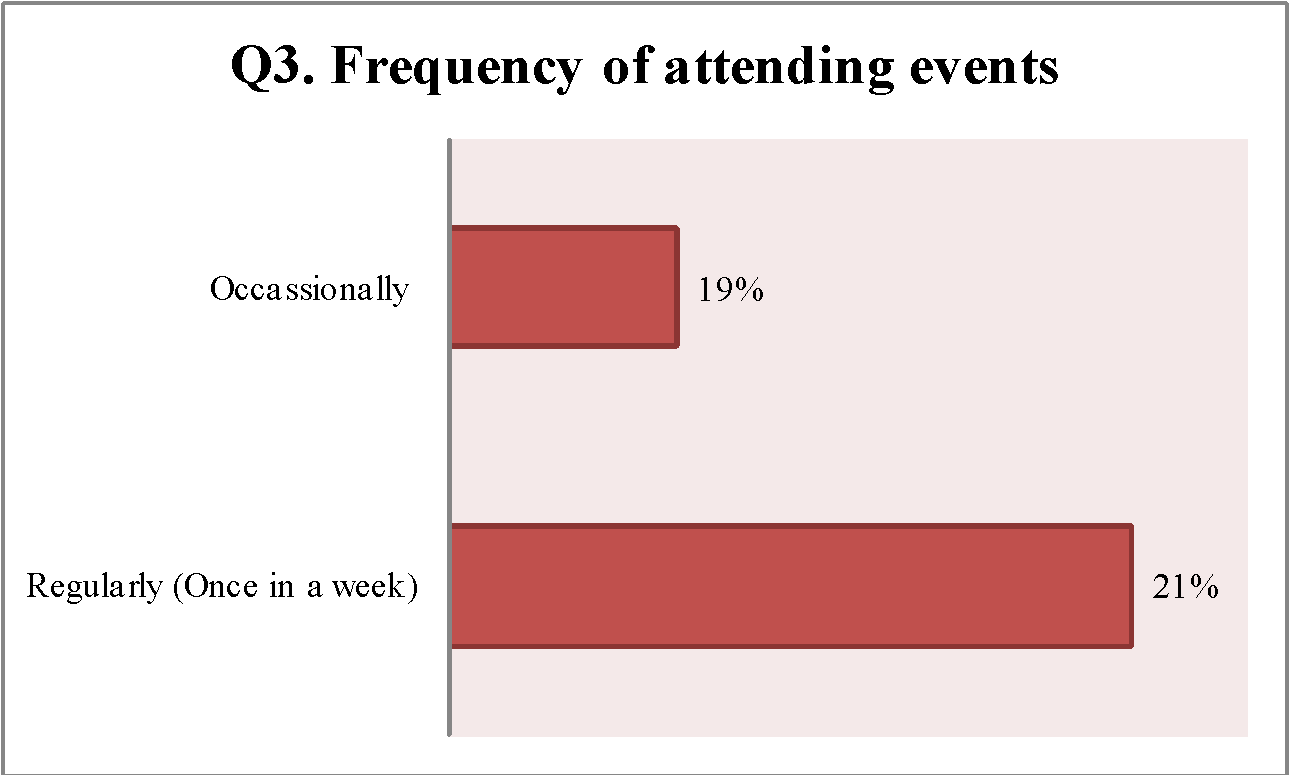 Q3. Frequency of attending events
Occassionally
19%
Regularly (Once in a week)
21%